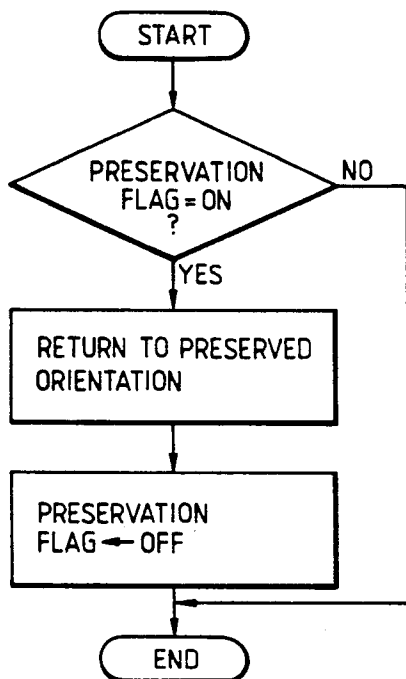 START
PRESERVATION
FLAG = ON
?
NO
YES
RETURN TO PRESERVED
ORIENTATION
PRESERVATION
FLAG ← OFF
END